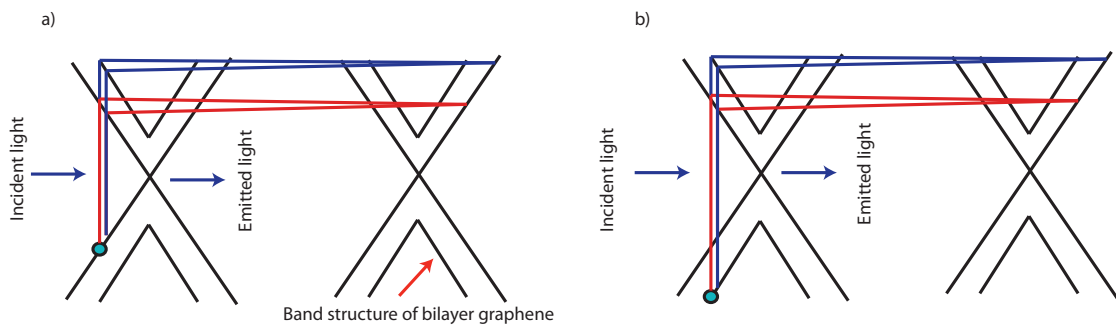 a)
Incident light
Emitted light
Band structure of bilayer graphene
b)
Incident light
Emitted light